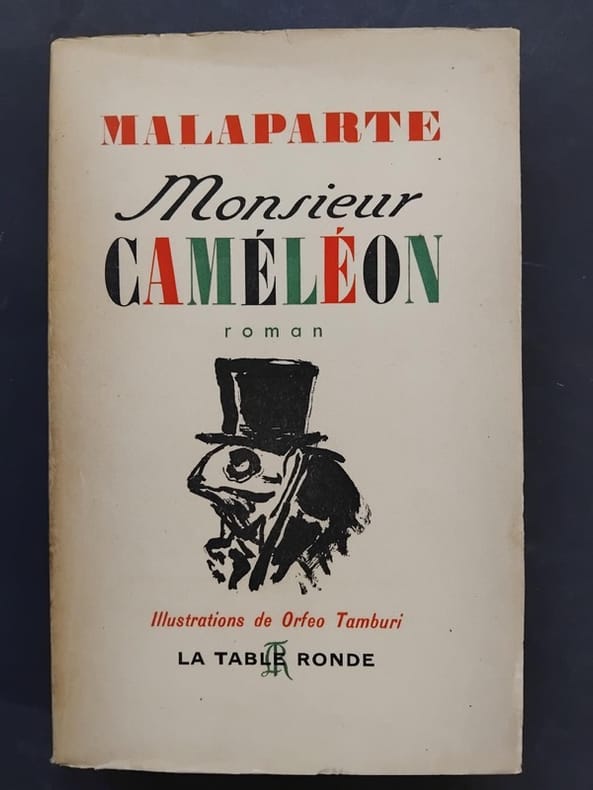 MALAPARTE
Monsieur
CAMÉLÉON
roman
Illustrations de Orfeo Tamburi
LA TABLE RONDE